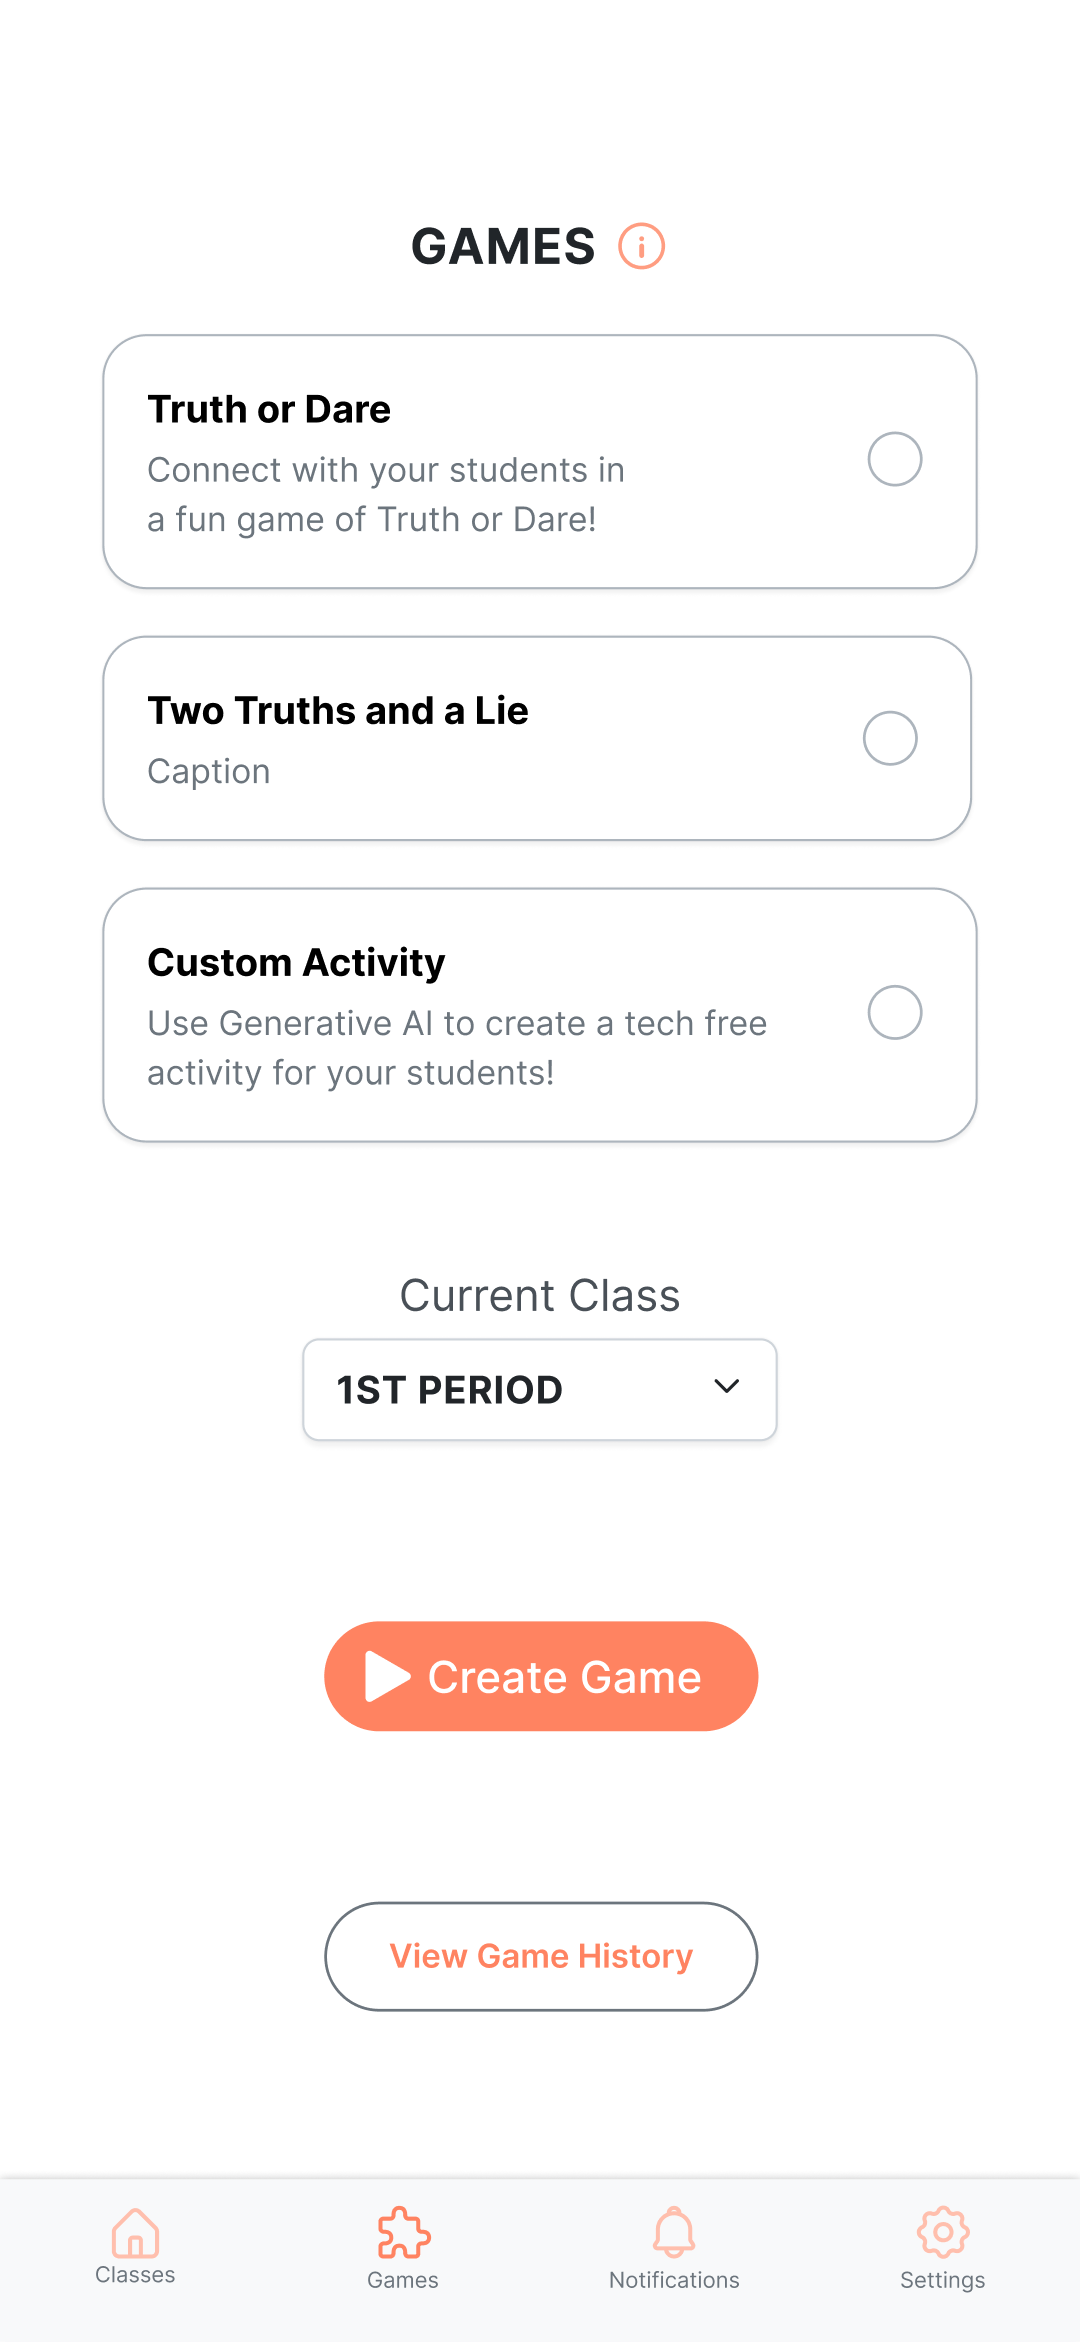 GAMES
Truth or Dare
Connect with your students in
a fun game of Truth or Dare!
Two Truths and a Lie
Caption
Custom Activity
Use Generative AI to create a tech free
activity for your students!
Current Class
1ST PERIOD
Create Game
View Game History
Classes
Games
Notifications
Settings